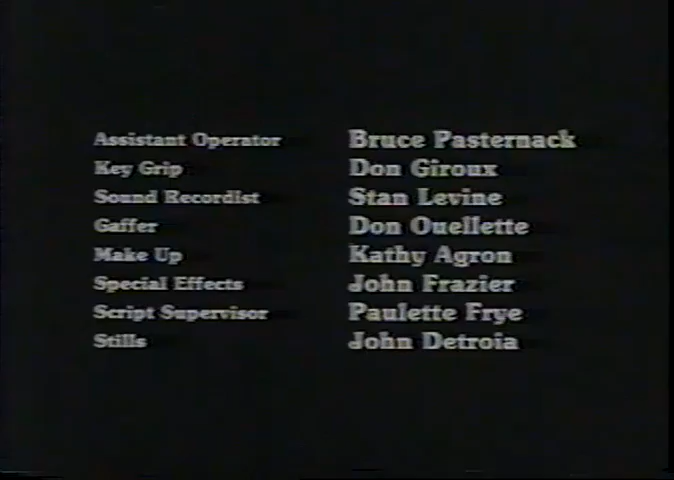 Assistant Operator Bruce Pasternack
Key Grip Don Giroux
Sound Recordist Stan Levine
Gaffer Don Ouellette
Make Up Kathy Agron
Special Effects John Frazier
Script Supervisor Paulette Frye
Stills John Detroia